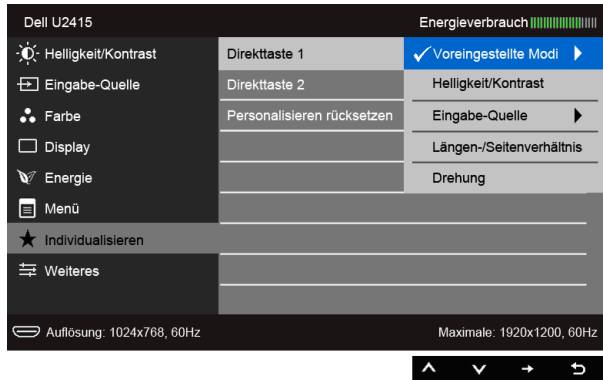 Dell U2415
Energieverbrauch
Helligkeit/Kontrast
Direkttaste 1
Voreingestellte Modi
Eingabe-Quelle
Direkttaste 2
Helligkeit/Kontrast
Farbe
Personalisieren rücksetzen
Eingabe-Quelle
Display
Längen-/Seitenverhältnis
Energie
Drehung
Menü
Individualisieren
Weiteres
Auflösung: 1024x768, 60Hz
Maximale: 1920x1200, 60Hz